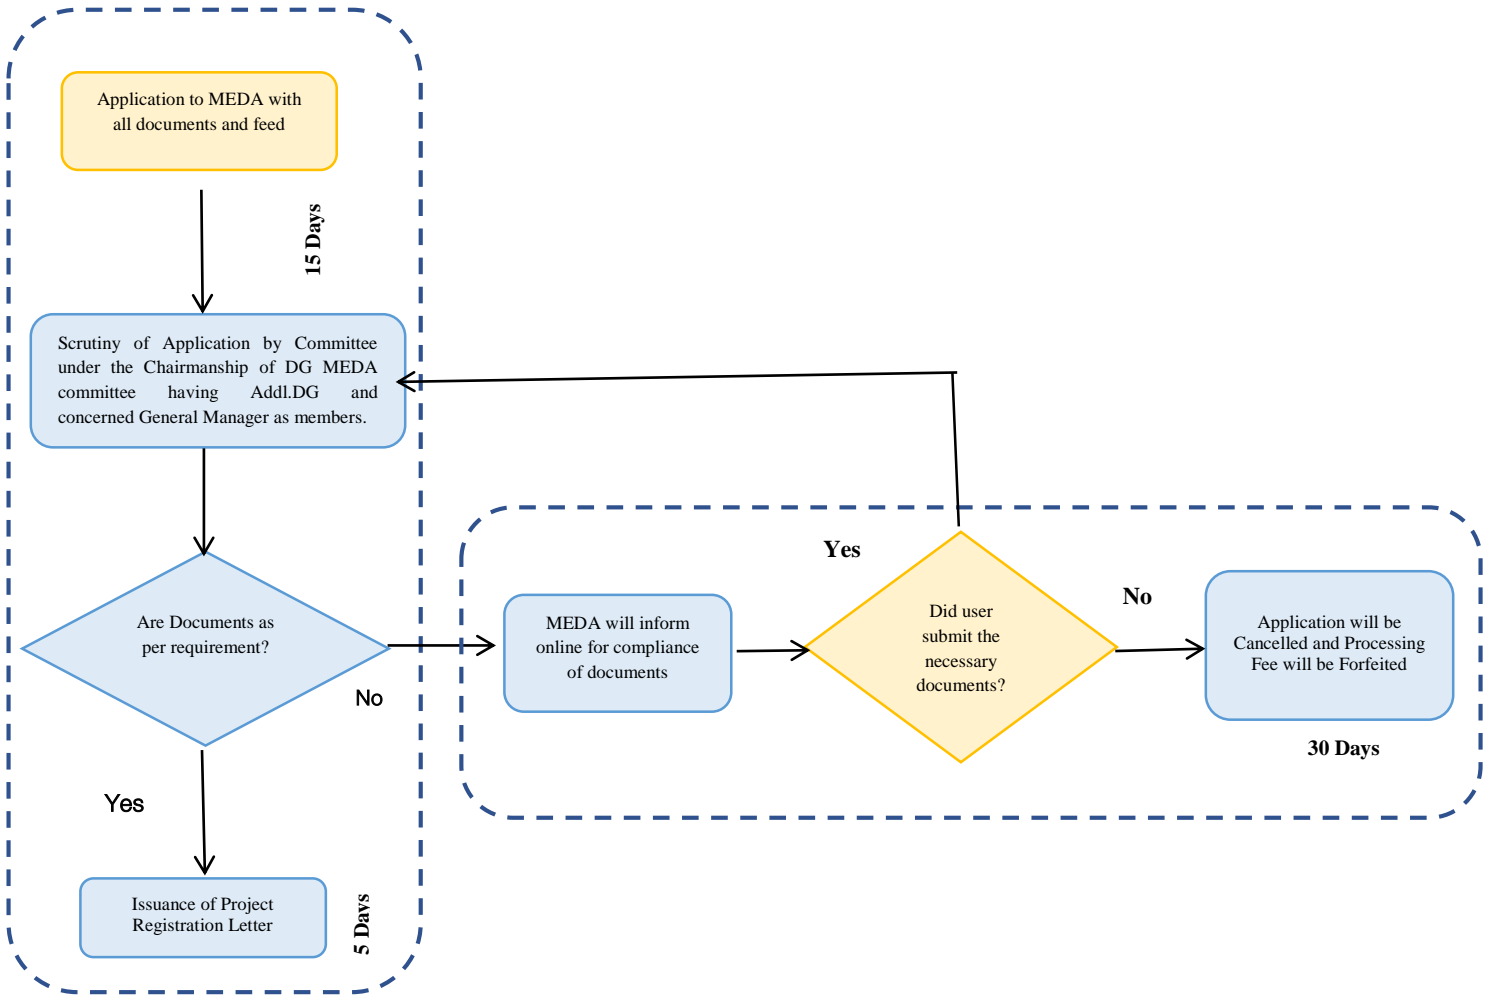 Application to MEDA with
all documents and feed
15 Days
Scrutiny of Application by Committee
under the Chairmanship of DG MEDA
committee having Addl.DG and
concerned General Manager as members.
Are Documents as
per requirement?
No
Yes
Issuance of Project
Registration Letter
5 Days
MEDA will inform
online for compliance
of documents
Yes
Did user
submit the
necessary
documents?
No
Application will be
Cancelled and Processing
Fee will be Forfeited
30 Days